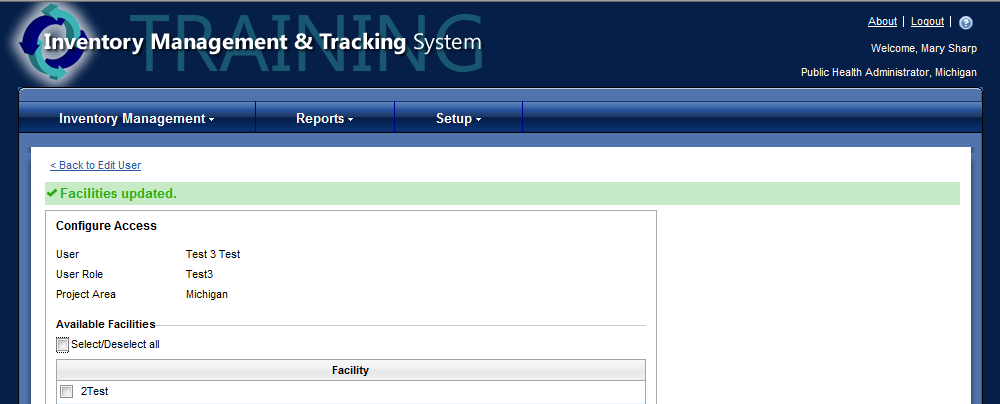 TRAINING
Inventory Management & Tracking System
About | Logout |  ?
Welcome, Mary Sharp
Public Health Administrator, Michigan
Inventory Management Reports Setup
< Back to Edit User
Facilities updated.
Configure Access
User Test 3 Test
User Role Test3
Project Area Michigan
Available Facilities
Select/Deselect all
Facility
2Test